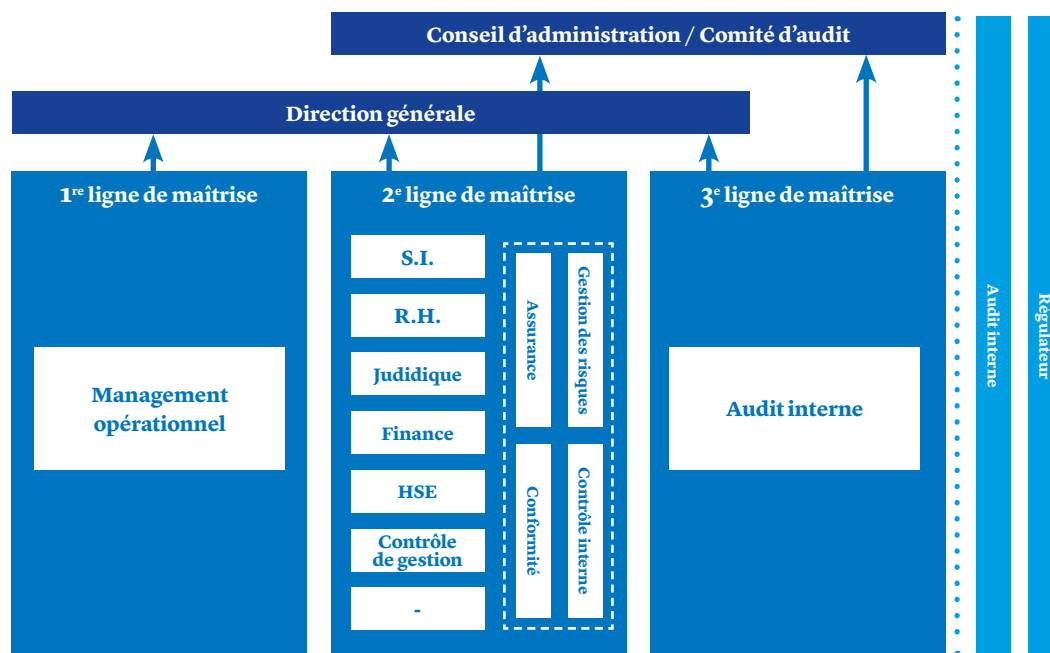 Conseil d'administration / Comité d'audit
Direction générale
1re ligne de maîtrise
Management
opérationnel
2e ligne de maîtrise
S.I.
R.H.
Judidique
Finance
HSE
Contrôle
de gestion
-
Assurance
Gestion des risques
Conformité
Contrôle interne
3e ligne de maîtrise
Audit interne
Audit interne
Régulateur